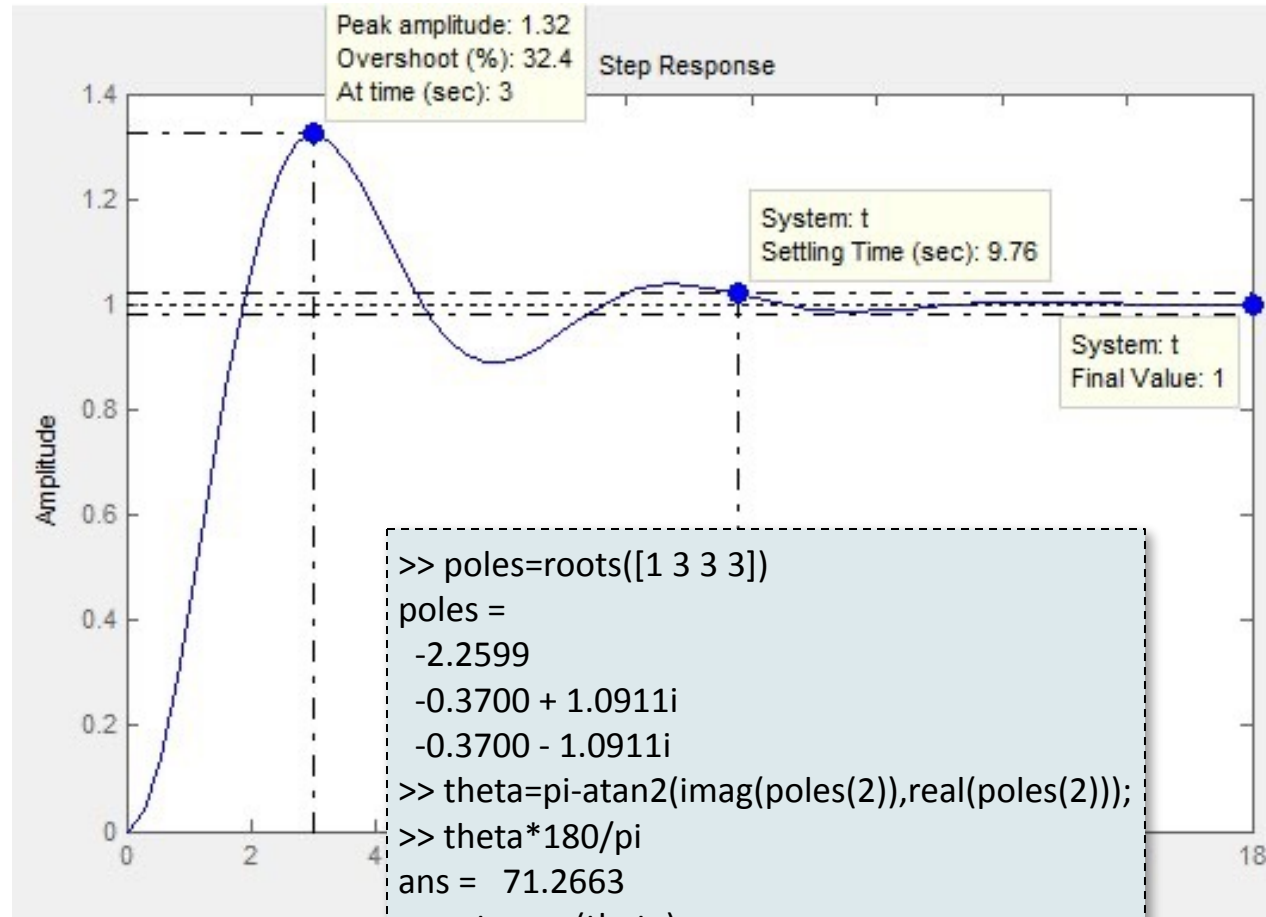 Peak amplitude: 1.32
Overshoot (%): 32.4
At time (sec): 3
Step Response
System: t
Settling Time (sec): 9.76
System: t
Final Value: 1
Amplitude
1.4
1.2
1
0.8
0.6
0.4
0.2
0
0
2
4
18
>> poles=roots([1 3 3 3])
poles =
-2.2599
-0.3700 + 1.0911i
-0.3700 - 1.0911i
>> theta=pi-atan2(imag(poles(2)),real(poles(2)));
>> theta*180/pi
ans = 71.2663